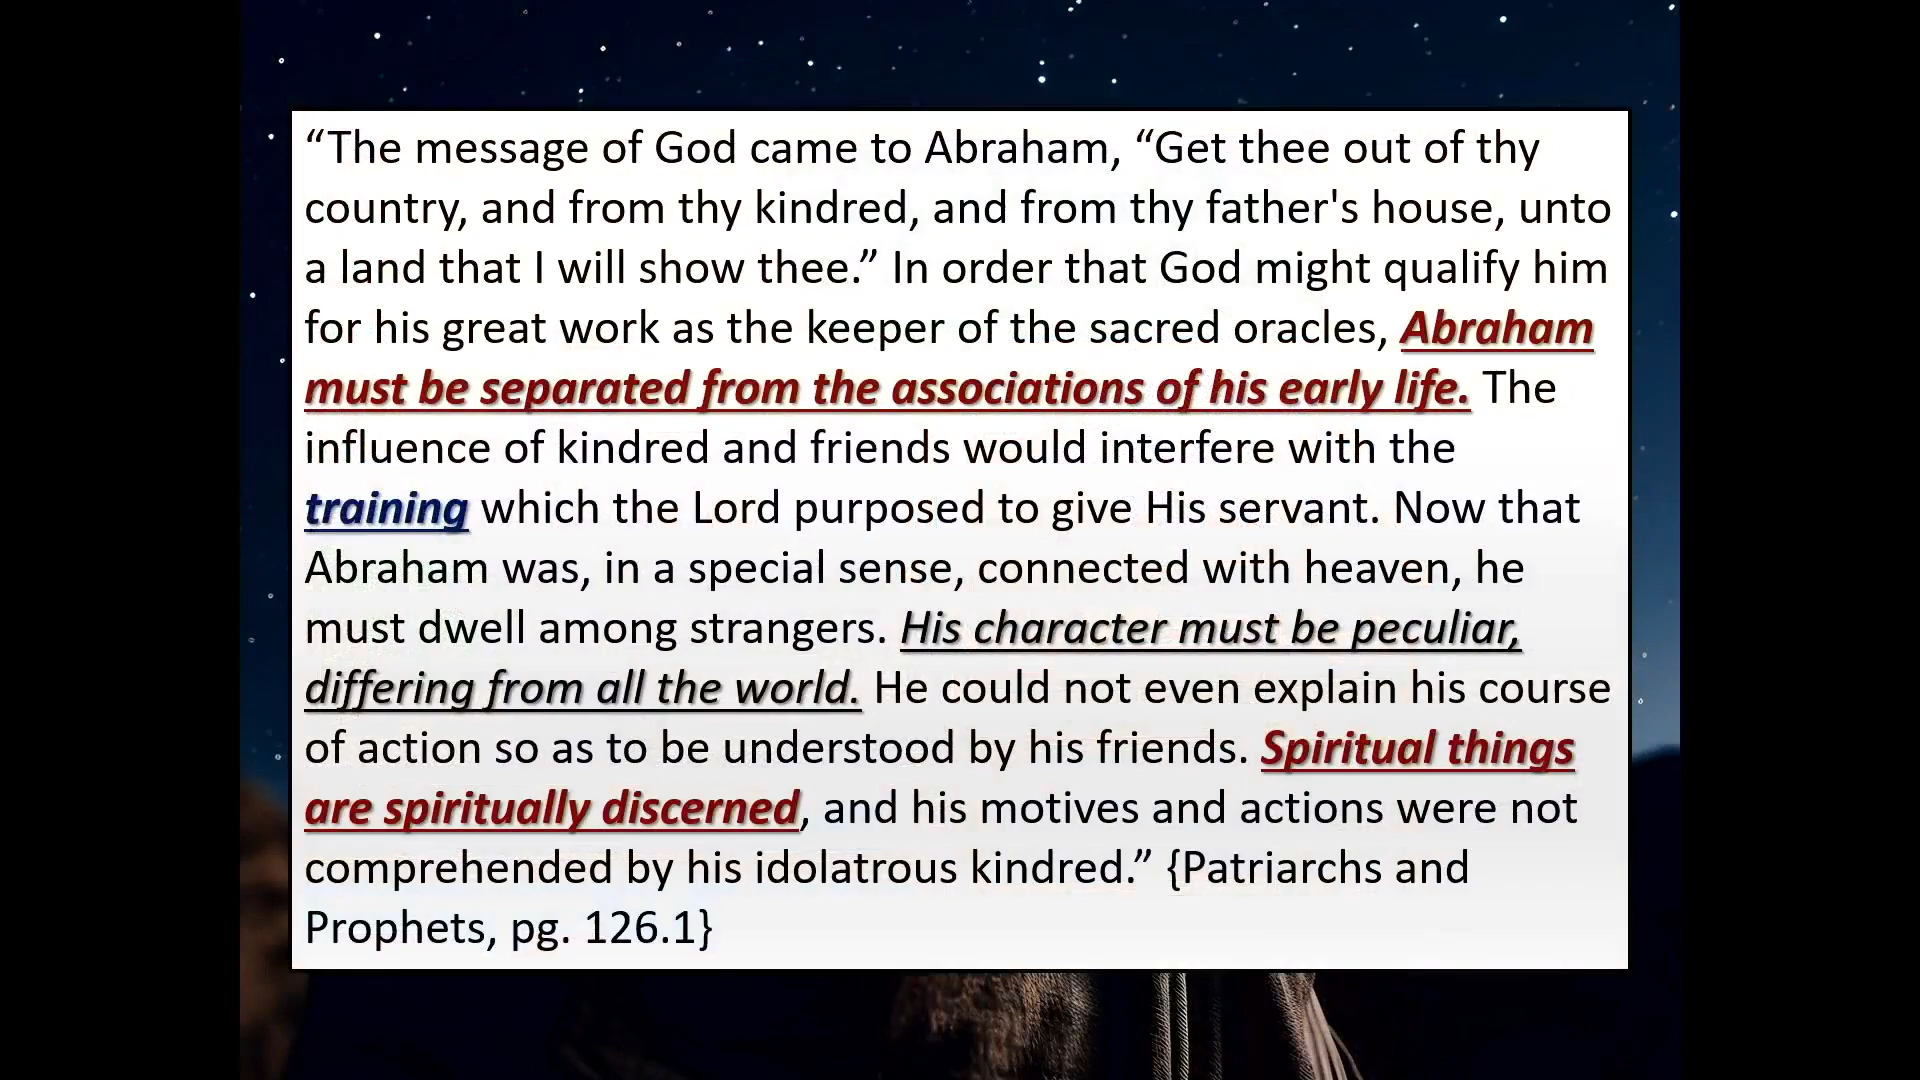 “The message of God came to Abraham, “Get thee out of thy
country, and from thy kindred, and from thy father's house, unto
a land that I will show thee.” In order that God might qualify him
for his great work as the keeper of the sacred oracles, Abraham
must be separated from the associations of his early life. The
influence of kindred and friends would interfere with the
training which the Lord purposed to give His servant. Now that
Abraham was, in a special sense, connected with heaven, he
must dwell among strangers. His character must be peculiar,
differing from all the world. He could not even explain his course
of action so as to be understood by his friends. Spiritual things
are spiritually discerned, and his motives and actions were not
comprehended by his idolatrous kindred.” {Patriarchs and
Prophets, pg. 126.1}